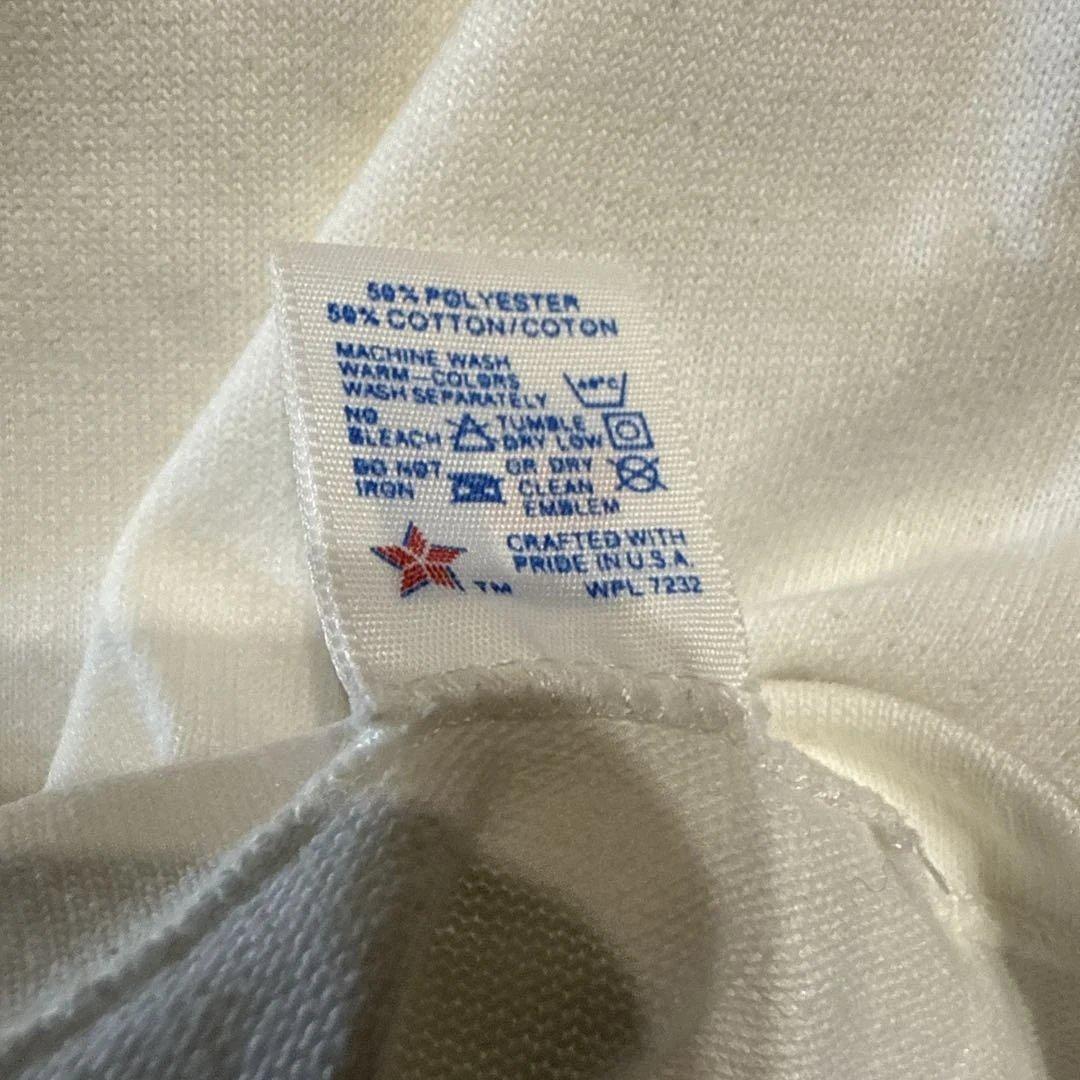 50% POLYESTER
50% COTTON/COTON
MACHINE WASH
WARM—COLORS
WASH SEPARATELY
40°C
NO
BLEACH
TUMBLE
DRY LOW
DO NOT
IRON
OR DRY
CLEAN
EMBLEM
CRAFTED WITH
PRIDE IN U.S.A.
TM
WPL 7232